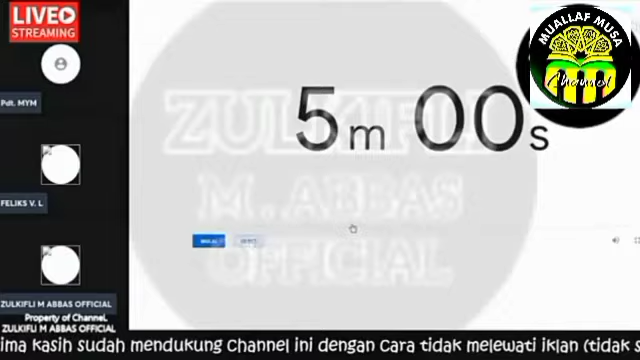 LIVE
STREAMING
Pdt. MYM
FELIKS V. L
ZULKIFLI M ABBAS OFFICIAL
Property of Channel
ZULKIFLI M ABBAS OFFICIAL
MUALLAF MUSA
Channel
5m 00s
ZULKIFLI
M. ABBAS
OFFICIAL
ima kasih sudah mendukung channel ini dengan cara tidak melewati iklan (tidak s